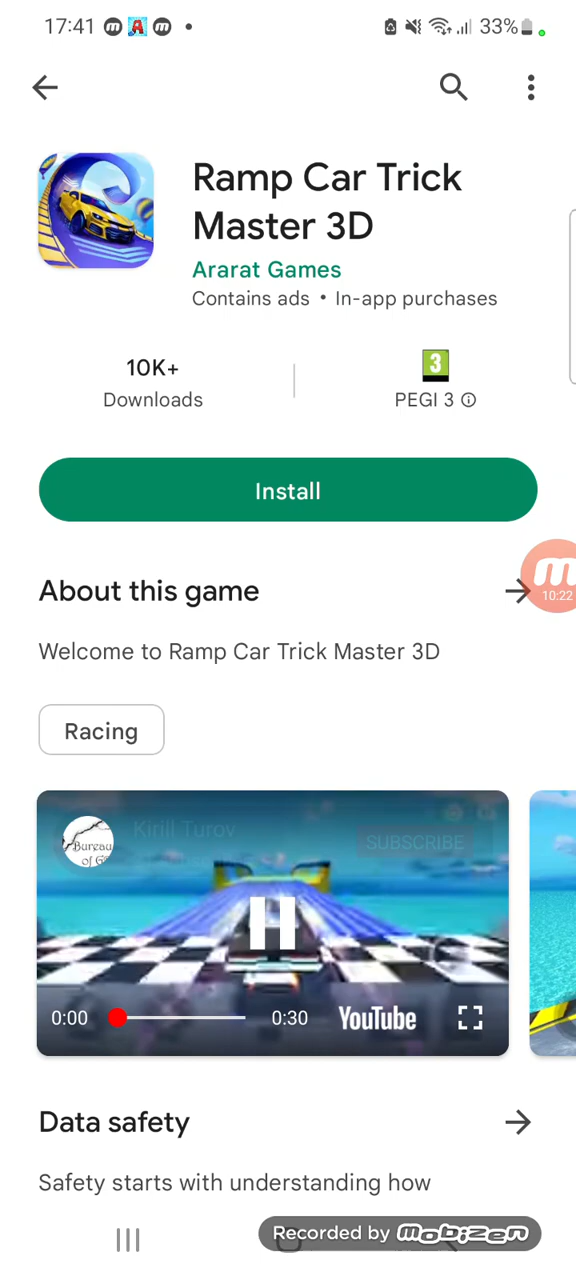 17:41
33%
Ramp Car Trick
Master 3D
Ararat Games
Contains ads • In-app purchases
10K+
Downloads
3
PEGI 3
Install
10:22
About this game
Welcome to Ramp Car Trick Master 3D
Racing
Bureau
of G
Kirill Turov
SUBSCRIBE
0:00
0:30
YouTube
Data safety
Safety starts with understanding how
Recorded by mobizen